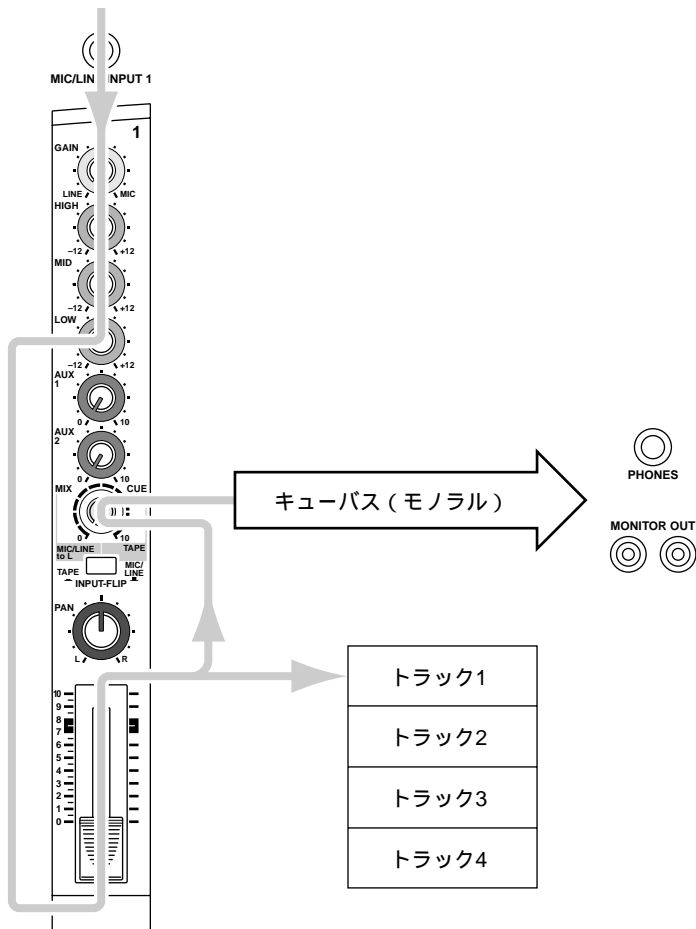 MIC/LINE INPUT 1
1
GAIN
LINE MIC
HIGH
–12 +12
MID
–12 +12
LOW
–12 +12
AUX
1
0 10
AUX
2
0 10
MIX CUE
0 10
MIC/LINE
to L
TAPE
TAPE
MIC/
LINE
INPUT-FLIP
PAN
L R
10
9
8
7
6
5
4
3
2
1
0
キューバス（モノラル）
PHONES
MONITOR OUT
トラック1
トラック2
トラック3
トラック4